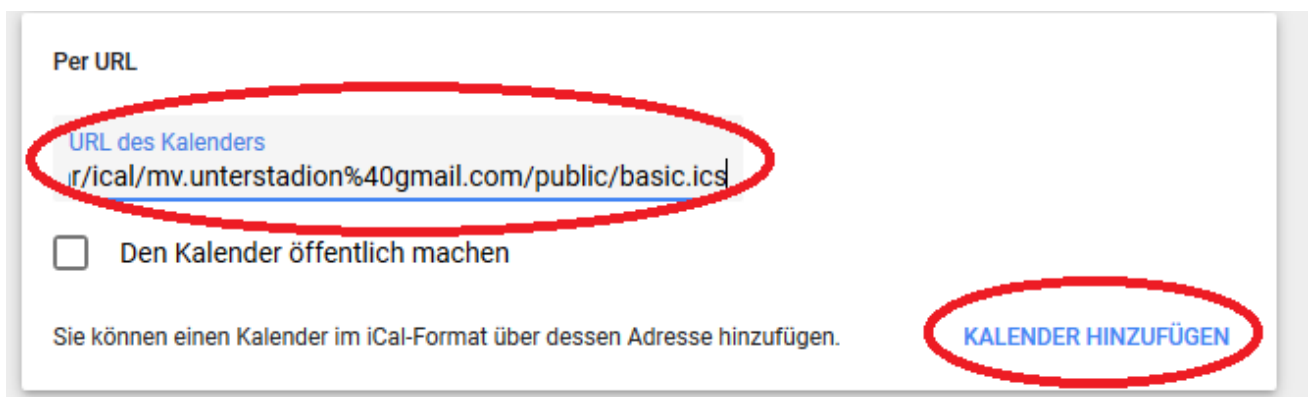 Per URL
URL des Kalenders
r/ical/mv.unterstadion%40gmail.com/public/basic.ics
Den Kalender öffentlich machen
Sie können einen Kalender im iCal-Format über dessen Adresse hinzufügen.
KALENDER HINZUFÜGEN